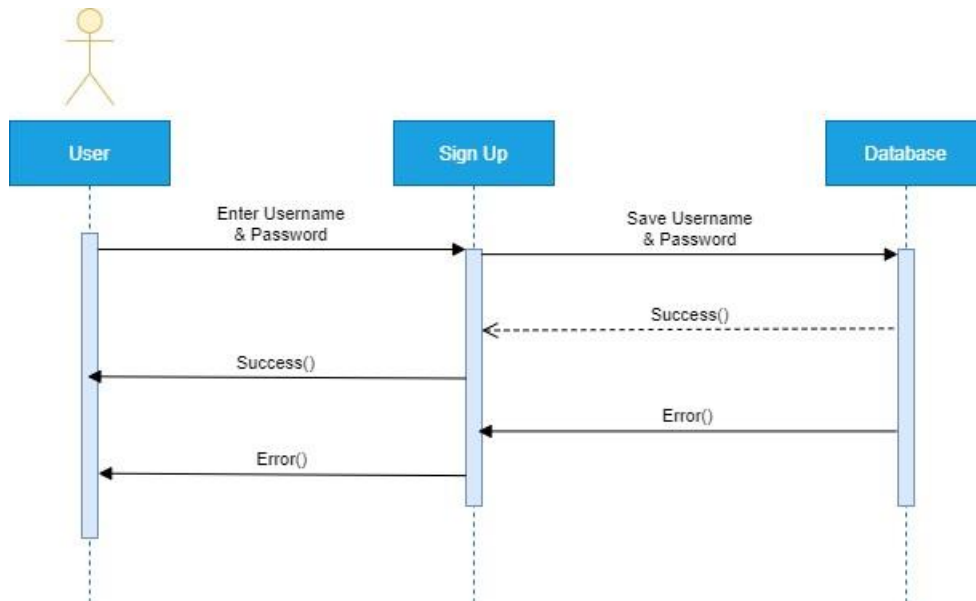 User
Sign Up
Database
Enter Username
& Password
Save Username
& Password
Success()
Success()
Error()
Error()